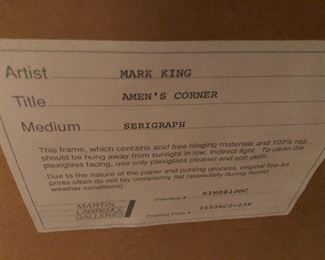 Artist MARK KING
Title AMEN'S CORNER
Medium SERIGRAPH
This frame, which contains acid free hinging materials and 100% rag,
should be hung away from sunlight in low, indirect light. To clean the
plexiglass facing, use only plexiglass cleaner and soft cloth.
Due to the nature of the paper and printing process, original fine art
prints often do not lay completely flat (especially during humid
weather conditions).
MARTIN
LAWRENCE
GALLERIES
Inventory #
Framing Code #